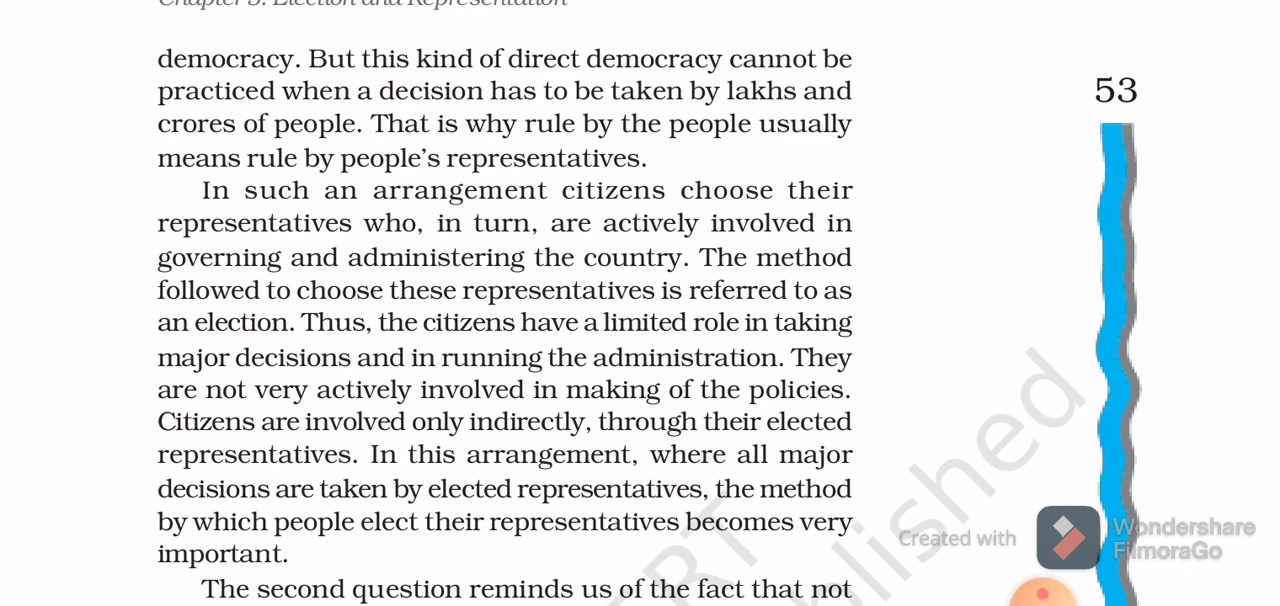 Chapter 3: Election and Representation
democracy. But this kind of direct democracy cannot be
practiced when a decision has to be taken by lakhs and
crores of people. That is why rule by the people usually
means rule by people’s representatives.
In such an arrangement citizens choose their
representatives who, in turn, are actively involved in
governing and administering the country. The method
followed to choose these representatives is referred to as
an election. Thus, the citizens have a limited role in taking
major decisions and in running the administration. They
are not very actively involved in making of the policies.
Citizens are involved only indirectly, through their elected
representatives. In this arrangement, where all major
decisions are taken by elected representatives, the method
by which people elect their representatives becomes very
important.
The second question reminds us of the fact that not
53
Created with
Wondershare
FilmoraGo